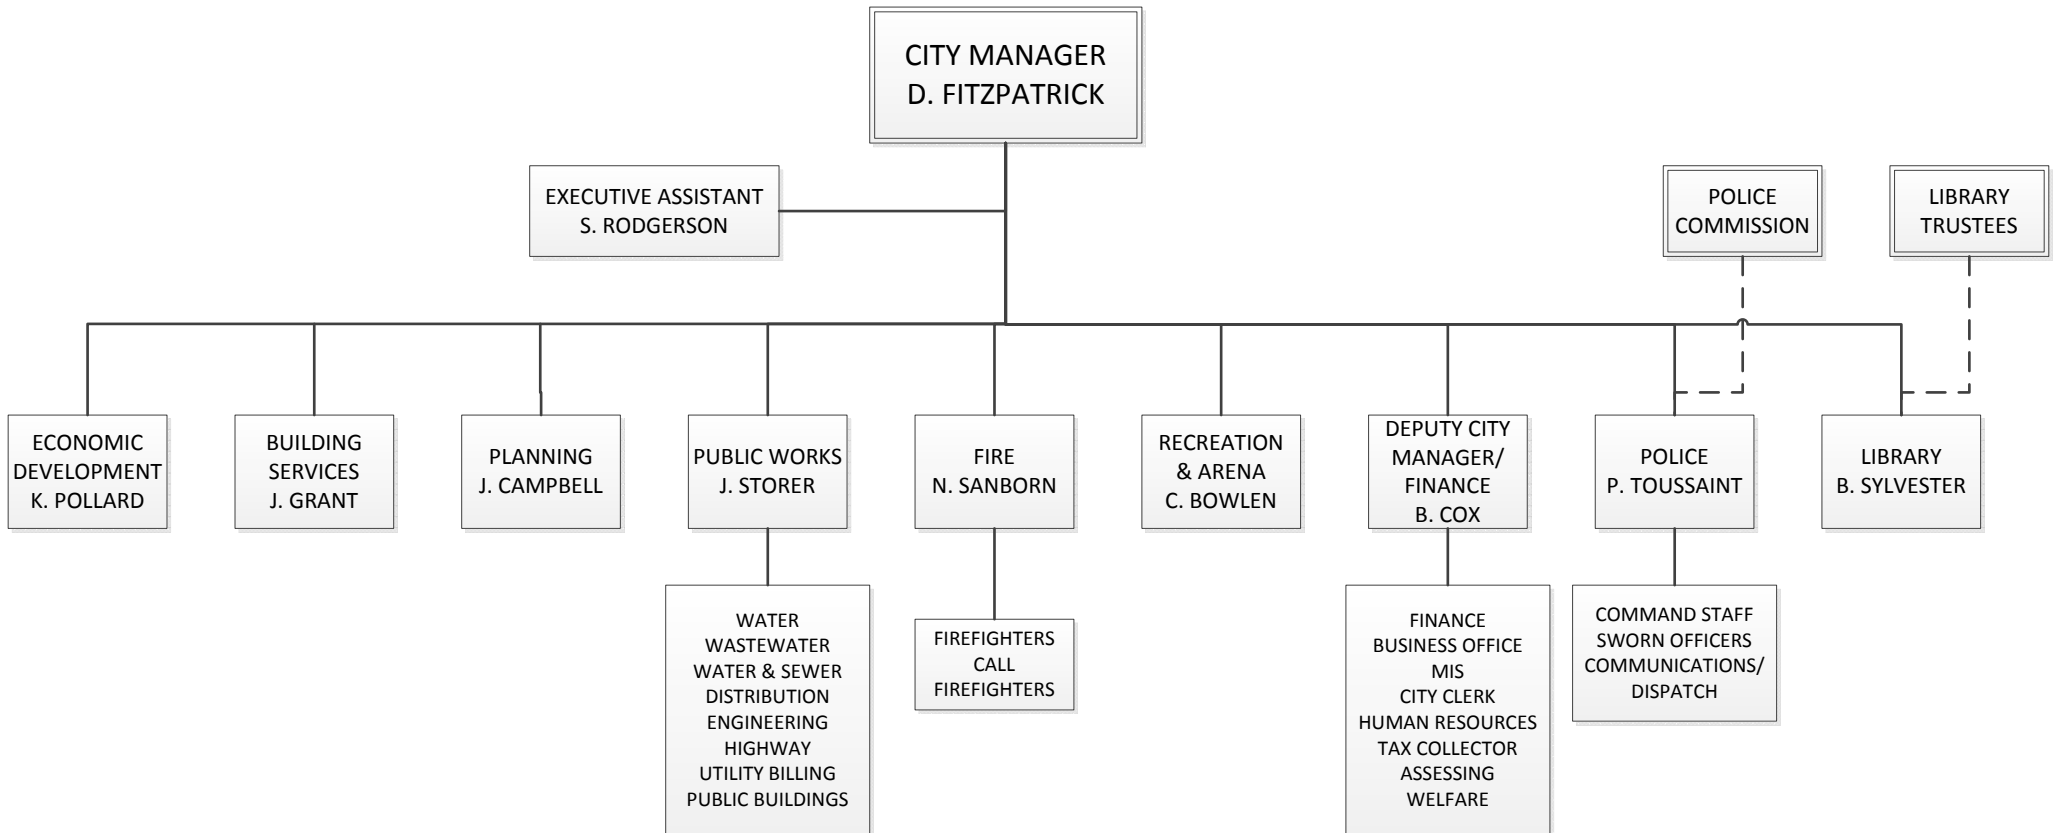 CITY MANAGER
D. FITZPATRICK
EXECUTIVE ASSISTANT
S. RODGERSON
POLICE
COMMISSION
LIBRARY
TRUSTEES
ECONOMIC
DEVELOPMENT
K. POLLARD
BUILDING
SERVICES
J. GRANT
PLANNING
J. CAMPBELL
PUBLIC WORKS
J. STORER
FIRE
N. SANBORN
RECREATION
& ARENA
C. BOWLEN
DEPUTY CITY
MANAGER/
FINANCE
B. COX
POLICE
P. TOUSSAINT
LIBRARY
B. SYLVESTER
WATER
WASTEWATER
WATER & SEWER
DISTRIBUTION
ENGINEERING
HIGHWAY
UTILITY BILLING
PUBLIC BUILDINGS
FIREFIGHTERS
CALL
FIREFIGHTERS
FINANCE
BUSINESS OFFICE
MIS
CITY CLERK
HUMAN RESOURCES
TAX COLLECTOR
ASSESSING
WELFARE
COMMAND STAFF
SWORN OFFICERS
COMMUNICATIONS/
DISPATCH